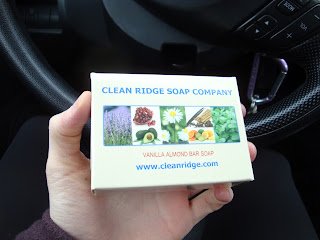 CLEAN RIDGE SOAP COMPANY
VANILLA ALMOND BAR SOAP
www.cleanridge.com